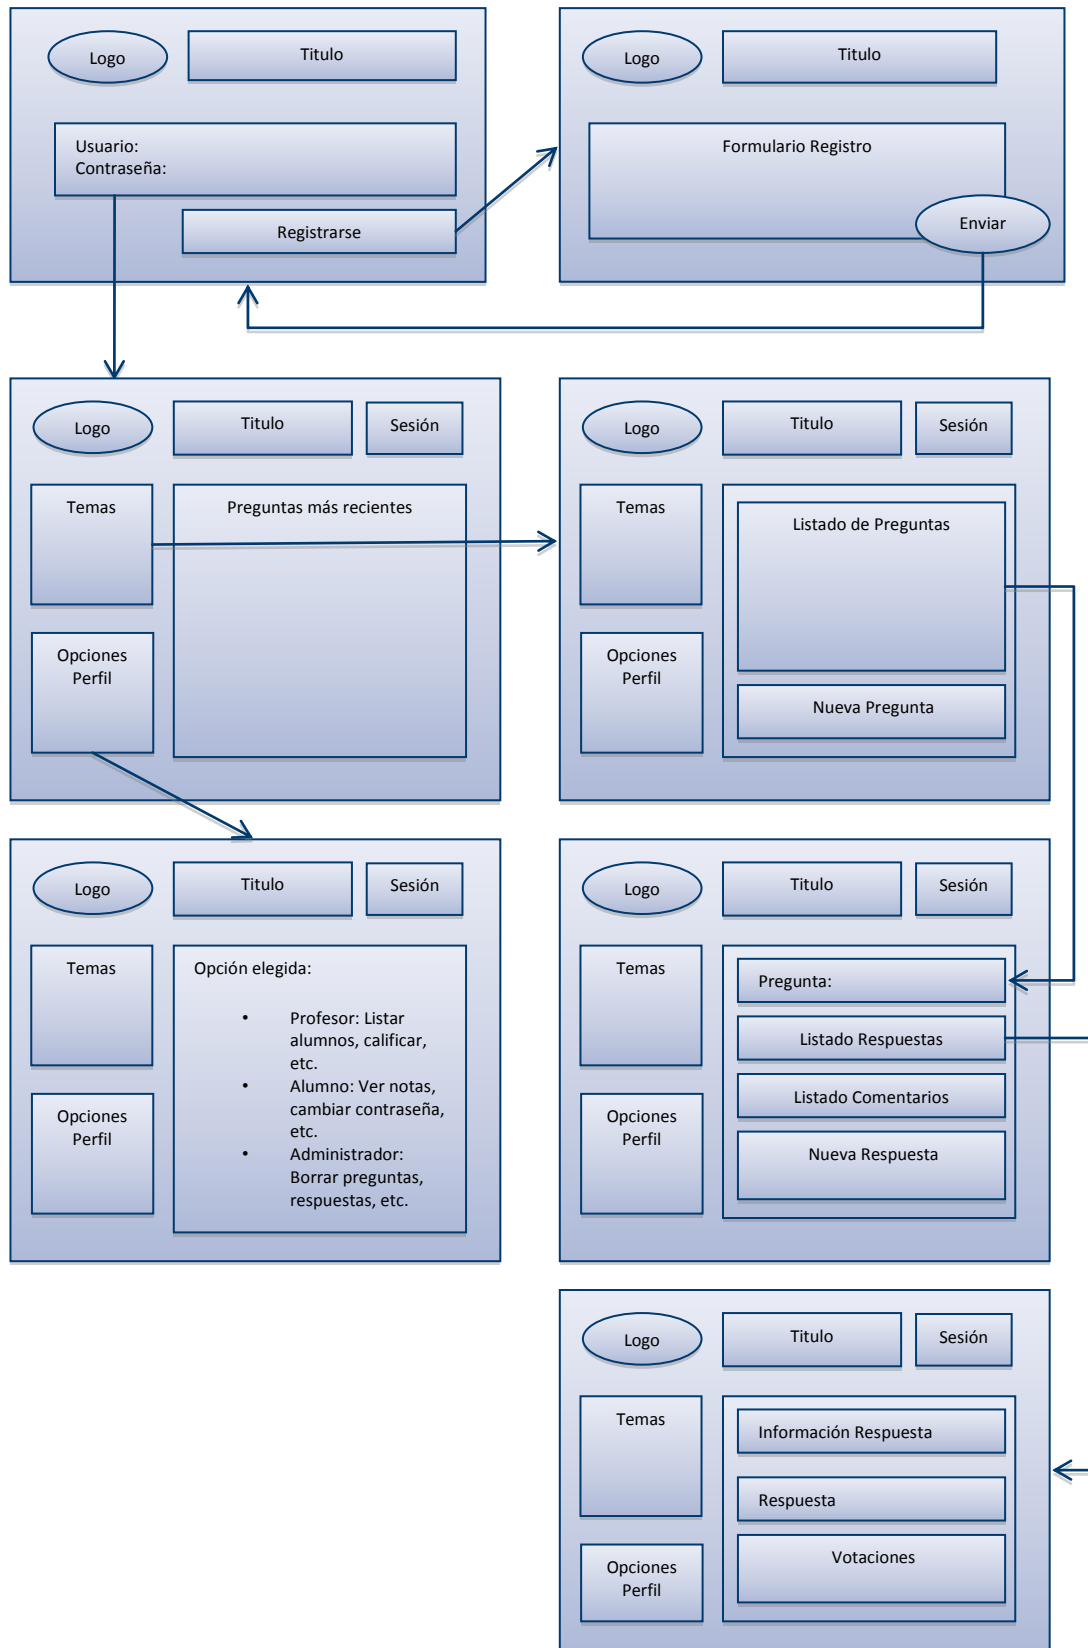 Logo
Titulo
Usuario:
Contraseña:
Registrarse
Logo
Titulo
Formulario Registro
Enviar
Logo
Titulo
Sesión
Temas
Preguntas más recientes
Opciones
Perfil
Logo
Titulo
Sesión
Temas
Listado de Preguntas
Opciones
Perfil
Nueva Pregunta
Logo
Titulo
Sesión
Temas
Opción elegida:
• Profesor: Listar
alumnos, calificar,
etc.
• Alumno: Ver notas,
cambiar contraseña,
etc.
• Administrador:
Borrar preguntas,
respuestas, etc.
Opciones
Perfil
Logo
Titulo
Sesión
Temas
Pregunta:
Listado Respuestas
Listado Comentarios
Opciones
Perfil
Nueva Respuesta
Logo
Titulo
Sesión
Temas
Información Respuesta
Respuesta
Votaciones
Opciones
Perfil